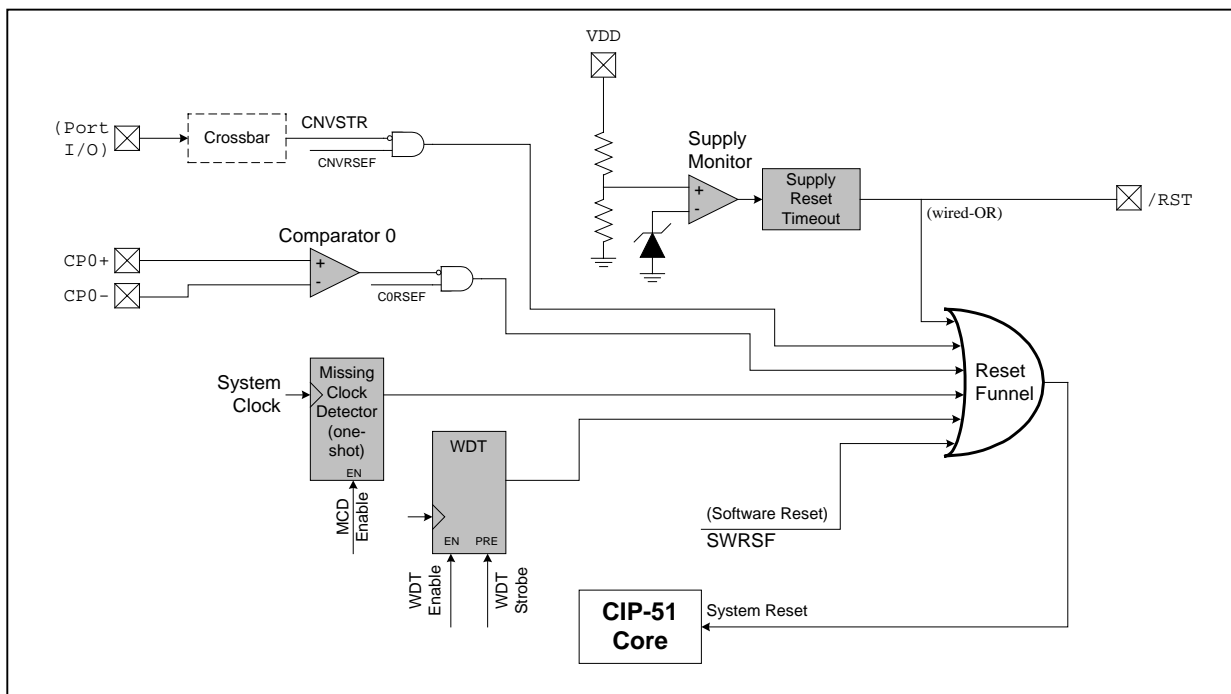 VDD
(Port
I/O)
Crossbar
CNVSTR
CNVRSEF
Supply
Monitor
+
-
Supply
Reset
Timeout
(wired-OR)
/RST
Comparator 0
CP0+
CP0-
+
-
C0RSEF
System
Clock
Missing
Clock
Detector
(one-
shot)
EN
MCD
Enable
WDT
EN
PRE
WDT
Enable
WDT
Strobe
Reset
Funnel
(Software Reset)
SWRSF
CIP-51
Core
System Reset